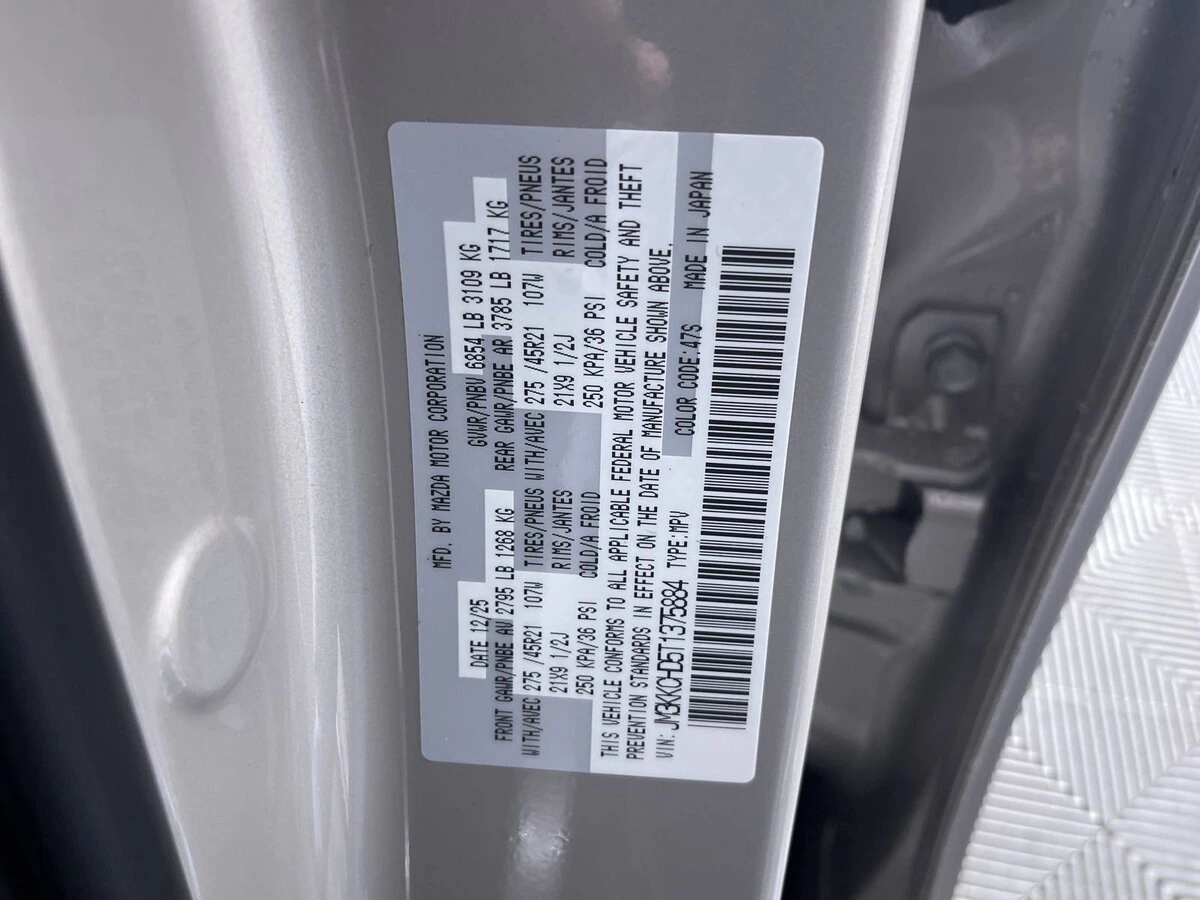 MFD. BY MAZDA MOTOR CORPORATION
DATE 12/25 GVWR/PNBV 6854 LB 3109 KG
FRONT GAWR/PNBE AV 2795 LB 1268 KG REAR GAWR/PNBE AR 3785 LB 1717 KG
WITH/AVEC 275 /45R21 107W TIRES/PNEUS WITH/AVEC 275 /45R21 107W TIRES/PNEUS
21X9 1/2J RIMS/JANTES 21X9 1/2J RIMS/JANTES
250 KPA/36 PSI COLD/A FROID 250 KPA/36 PSI COLD/A FROID
THIS VEHICLE CONFORMS TO ALL APPLICABLE FEDERAL MOTOR VEHICLE SAFETY AND THEFT
PREVENTION STANDARDS IN EFFECT ON THE DATE OF MANUFACTURE SHOWN ABOVE.
VIN: JM3KKCHD5T1375884 TYPE:MPV COLOR CODE:47S MADE IN JAPAN